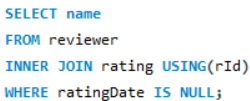 SELECT name
FROM reviewer
INNER JOIN rating USING(rId)
WHERE ratingDate IS NULL;